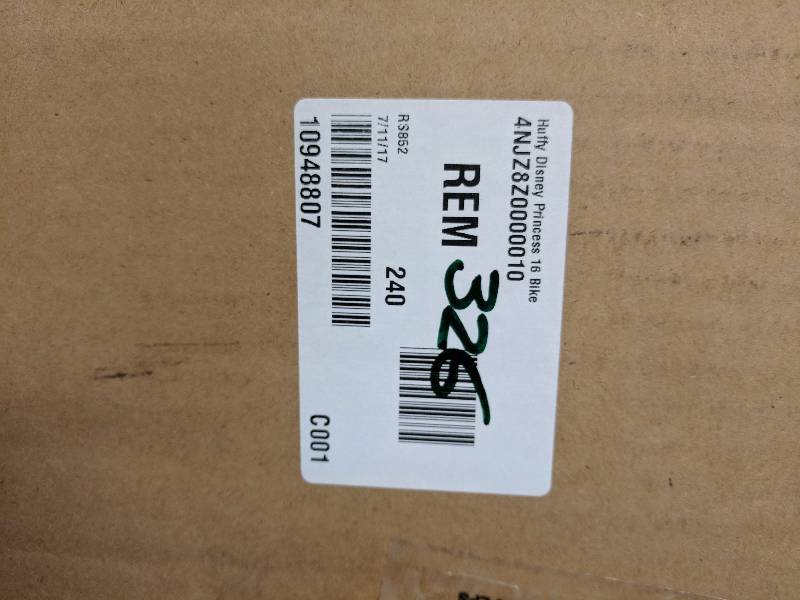 Huffy Disney Princess 16 Bike
4NJZ8Z0000010
REM 326
RS852
7/11/17
240
10948807
C001